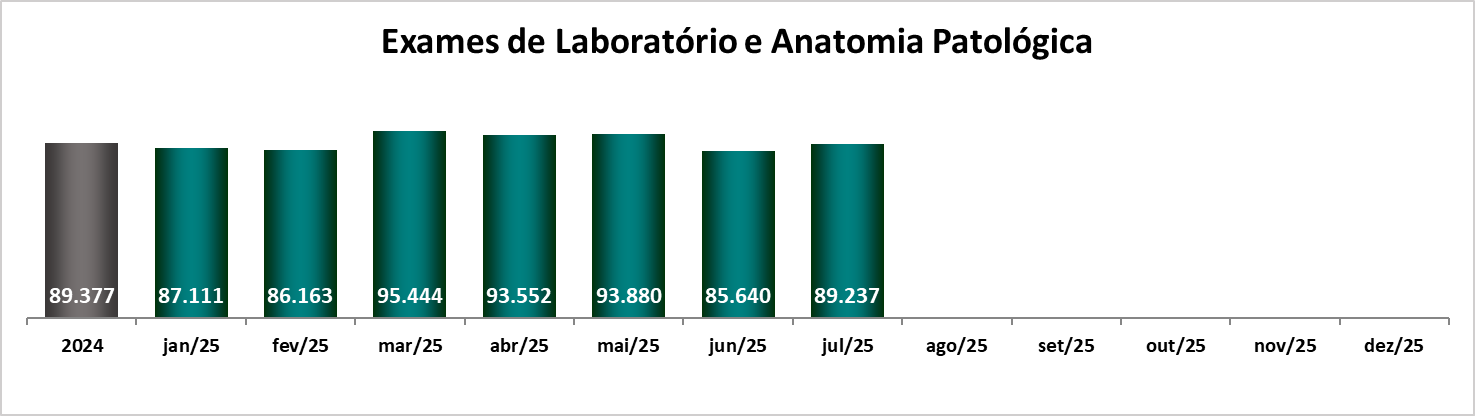 Exames de Laboratório e Anatomia Patológica
89.377 87.111 86.163 95.444 93.552 93.880 85.640 89.237
2024 jan/25 fev/25 mar/25 abr/25 mai/25 jun/25 jul/25 ago/25 set/25 out/25 nov/25 dez/25